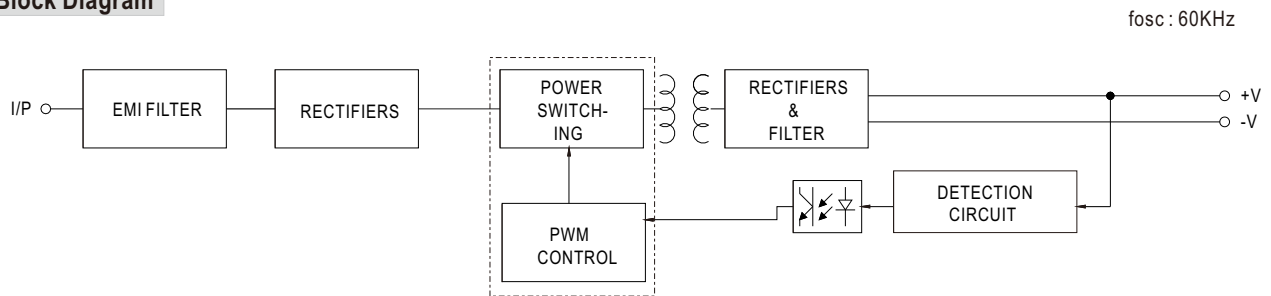 Block Diagram
fosc : 60KHz
I/P
EMI FILTER
RECTIFIERS
POWER
SWITCH-
ING
RECTIFIERS
&
FILTER
+V
-V
DETECTION
CIRCUIT
PWM
CONTROL